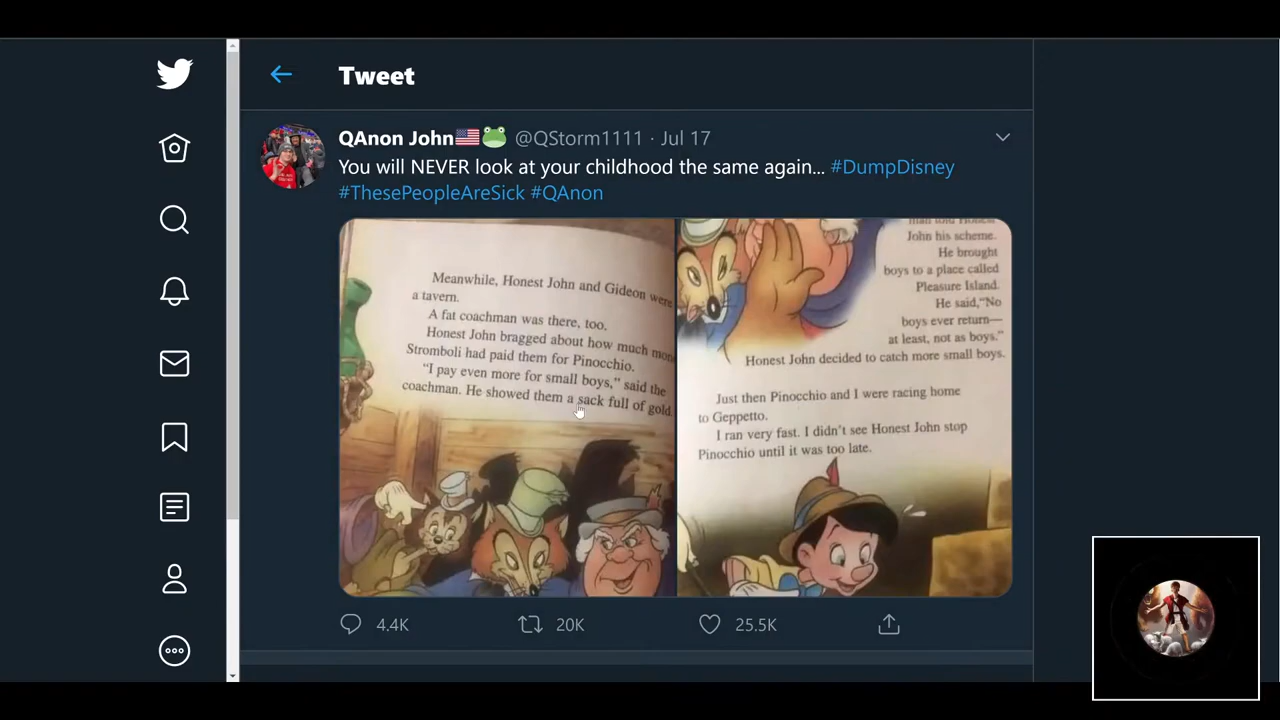 Tweet
QAnon John🇺🇸🐸 @QStorm1111 · Jul 17
You will NEVER look at your childhood the same again... #DumpDisney
#ThesePeopleAreSick #QAnon
Meanwhile, Honest John and Gideon were
a tavern.
A fat coachman was there, too.
Honest John bragged about how much
Stromboli had paid them for Pinocchio.
"I pay even more for small boys," said the
coachman. He showed them a sack full of gold
John his scheme.
He brought
boys to a place called
Pleasure Island.
He said, "No
boys ever return—
at least, not as boys."
Honest John decided to catch more small boys.
Just then Pinocchio and I were racing home
to Geppetto.
I ran very fast. I didn't see Honest John stop
Pinocchio until it was too late.
4.4K 20K 25.5K